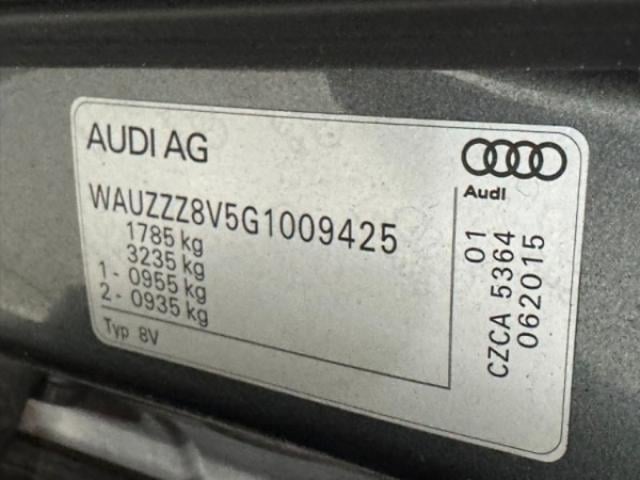 AUDI AG
Audi
WAUZZZ8V5G1009425
1785 kg
3235 kg
1- 0955 kg
2- 0935 kg
Typ 8V
01
CZCA 5364
062015